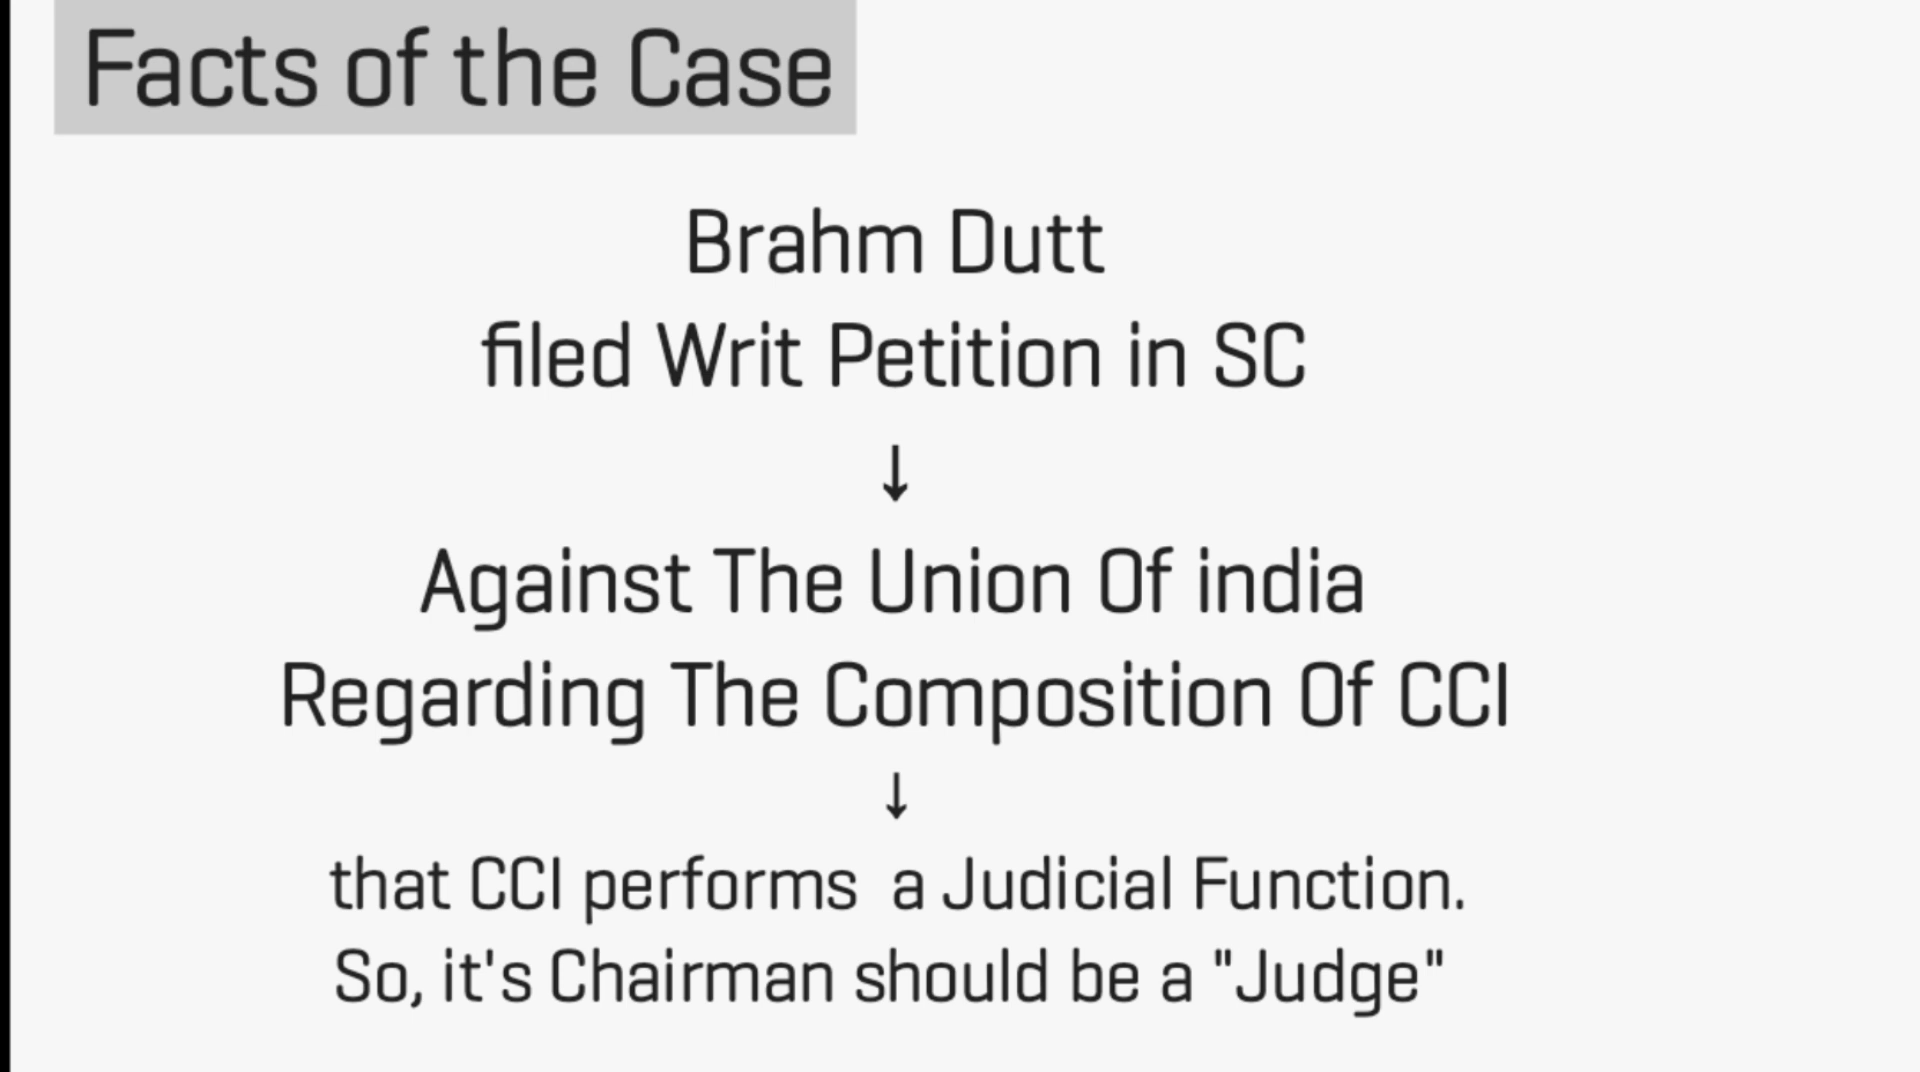 Facts of the Case
Brahm Dutt
filed Writ Petition in SC
↓
Against The Union Of india
Regarding The Composition Of CCI
↓
that CCI performs  a Judicial Function.
So, it's Chairman should be a "Judge"